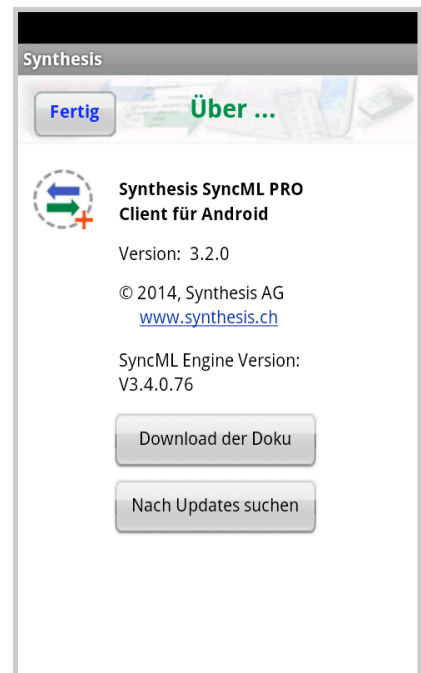 Synthesis
Fertig
Über ...
Synthesis SyncML PRO
Client für Android
Version: 3.2.0
© 2014, Synthesis AG
www.synthesis.ch
SyncML Engine Version:
V3.4.0.76
Download der Doku
Nach Updates suchen